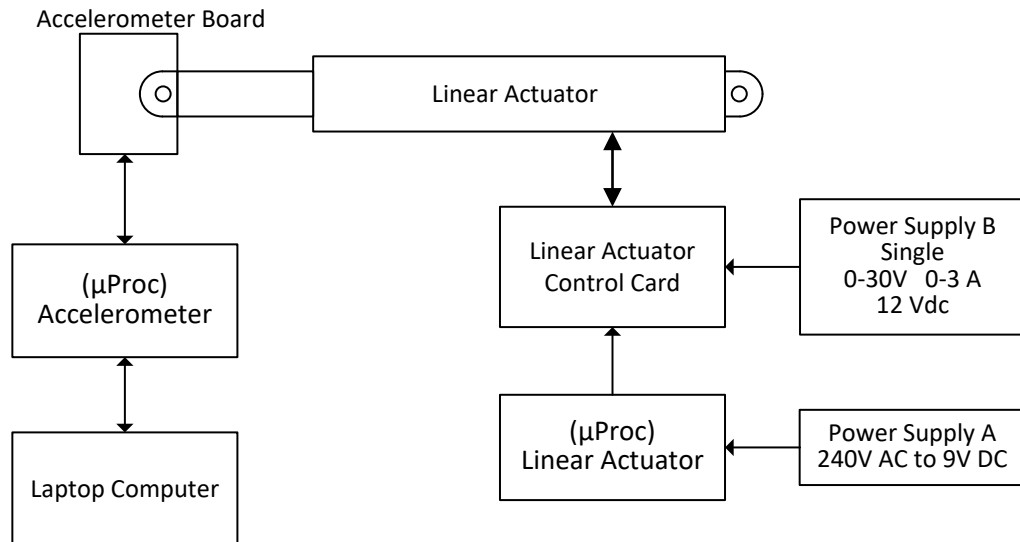 Accelerometer Board
Linear Actuator
Linear Actuator
Control Card
Power Supply B
Single
0-30V 0-3 A
12 Vdc
(μProc)
Accelerometer
(μProc)
Linear Actuator
Power Supply A
240V AC to 9V DC
Laptop Computer